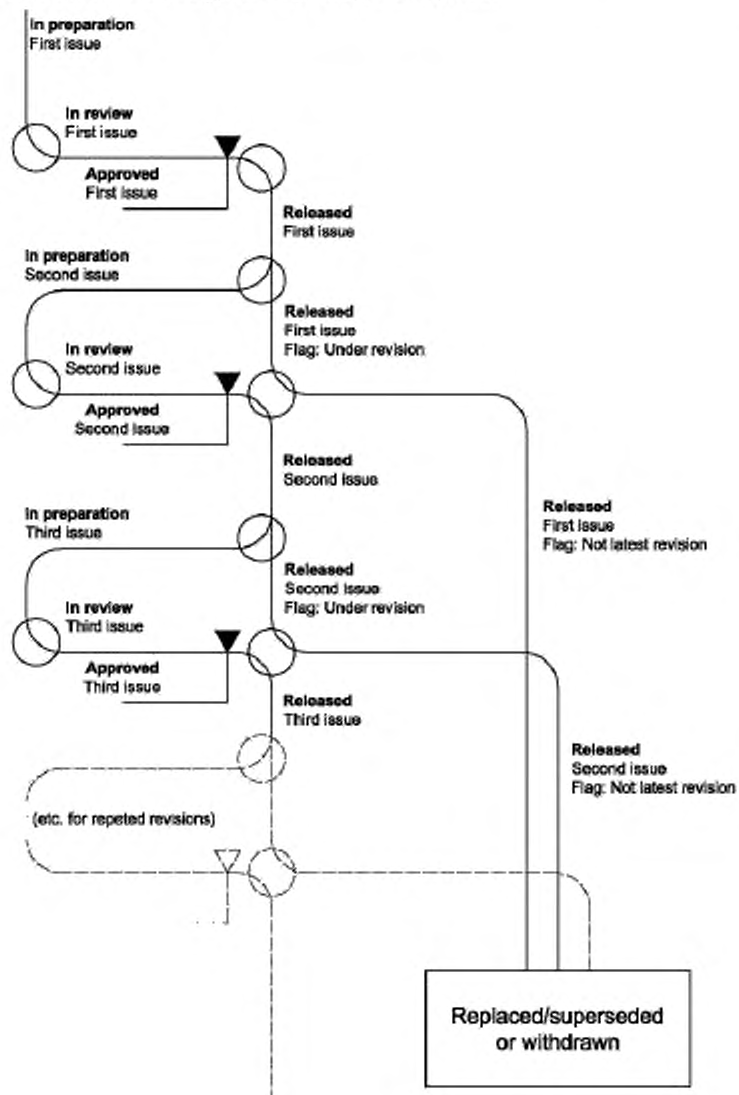 In preparation
First issue
In review
First issue
Approved
First issue
Released
First issue
In preparation
Second issue
Released
First issue
Flag: Under revision
In review
Second issue
Approved
Second issue
Released
Second issue
Released
First issue
Flag: Not latest revision
In preparation
Third issue
Released
Second issue
Flag: Under revision
In review
Third issue
Approved
Third issue
Released
Third issue
Released
Second issue
Flag: Not latest revision
(etc. for repeted revisions)
Replaced/superseded
or withdrawn